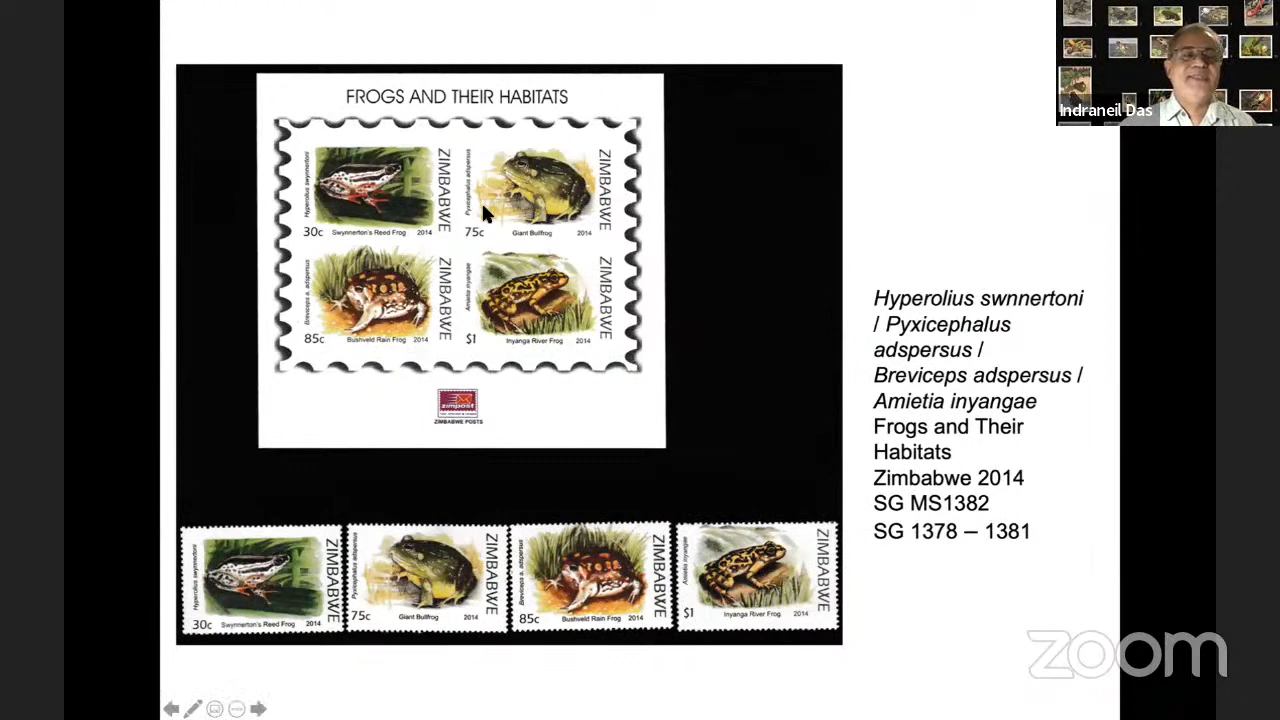 FROGS AND THEIR HABITATS
Hyperolius swynnertoni
ZIMBABWE
30c Swynnerton's Reed Frog 2014
Pyxicephalus adspersus
ZIMBABWE
75c Giant Bullfrog 2014
Breviceps a. adspersus
ZIMBABWE
85c Bushveld Rain Frog 2014
Amietia inyangae
ZIMBABWE
$1 Inyanga River Frog 2014
zimpost
ZIMBABWE POSTS
Hyperolius swynnertoni
ZIMBABWE
30c Swynnerton's Reed Frog 2014
Pyxicephalus adspersus
ZIMBABWE
75c Giant Bullfrog 2014
Breviceps a. adspersus
ZIMBABWE
85c Bushveld Rain Frog 2014
Amietia inyangae
ZIMBABWE
$1 Inyanga River Frog 2014
Hyperolius swnnertoni
/ Pyxicephalus
adspersus /
Breviceps adspersus /
Amietia inyangae
Frogs and Their
Habitats
Zimbabwe 2014
SG MS1382
SG 1378 – 1381
Indraneil Das
zoom